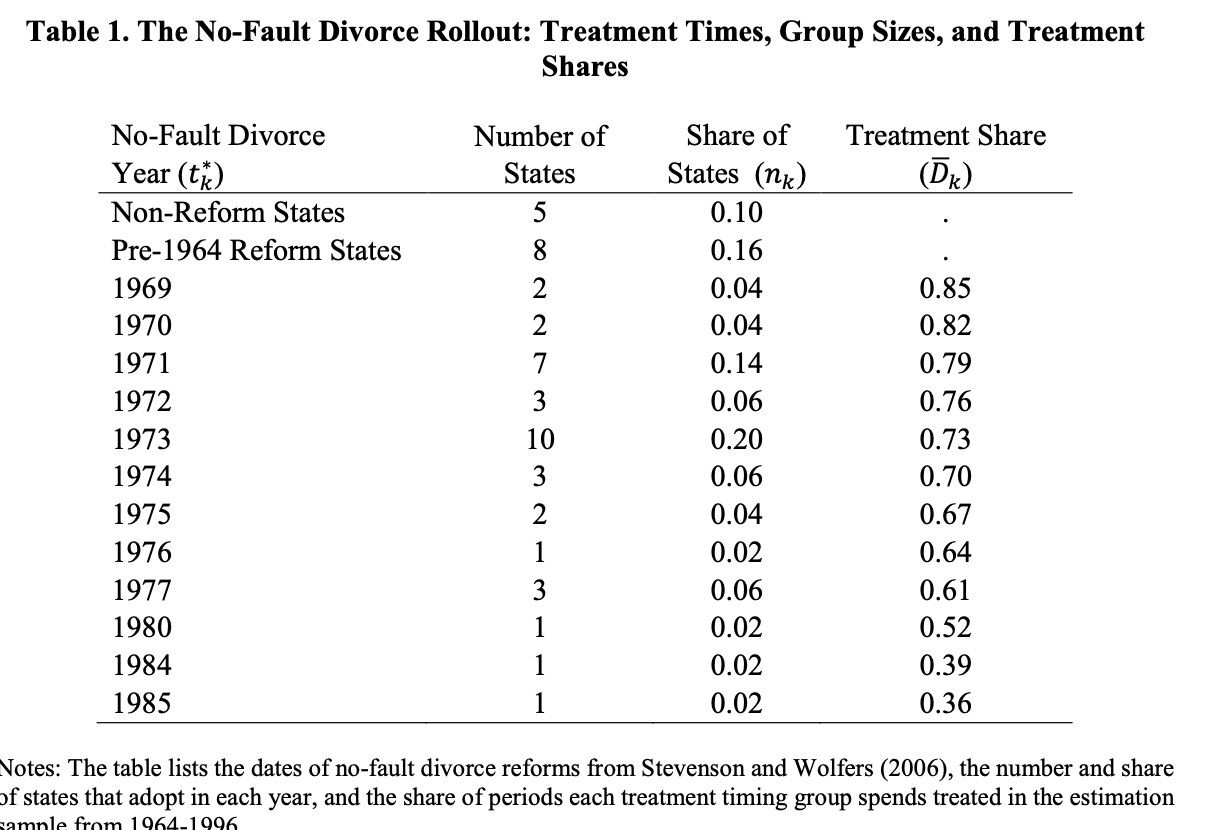 Table 1. The No-Fault Divorce Rollout: Treatment Times, Group Sizes, and Treatment
Shares
No-Fault Divorce Number of Share of Treatment Share
Year (t*k) States States (nk) (D̅k)
Non-Reform States 5 0.10 .
Pre-1964 Reform States 8 0.16 .
1969 2 0.04 0.85
1970 2 0.04 0.82
1971 7 0.14 0.79
1972 3 0.06 0.76
1973 10 0.20 0.73
1974 3 0.06 0.70
1975 2 0.04 0.67
1976 1 0.02 0.64
1977 3 0.06 0.61
1980 1 0.02 0.52
1984 1 0.02 0.39
1985 1 0.02 0.36
Notes: The table lists the dates of no-fault divorce reforms from Stevenson and Wolfers (2006), the number and share
of states that adopt in each year, and the share of periods each treatment timing group spends treated in the estimation
sample from 1964-1996